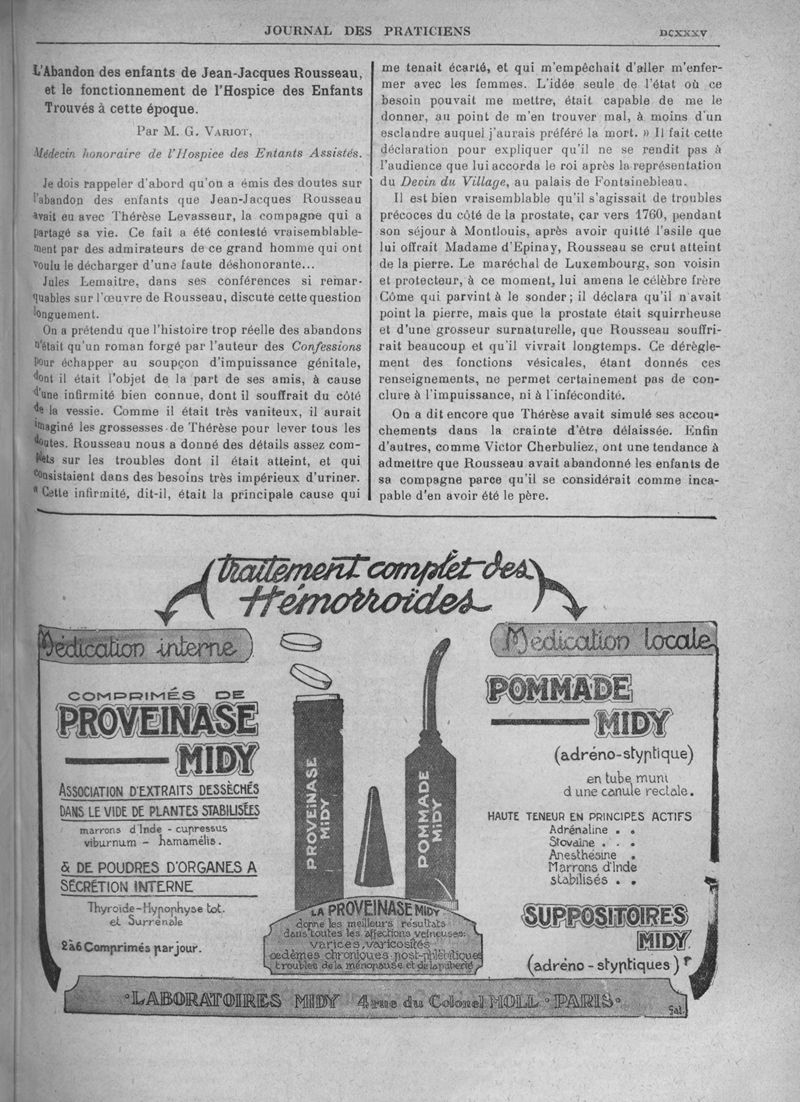 JOURNAL DES PRATICIENS
DCXXXV
L'Abandon des enfants de Jean-Jacques Rousseau,
et le fonctionnement de l'Hospice des Enfants
Trouvés à cette époque.
Par M. G. VARIOT,
Médecin honoraire de l'Hospice des Entants Assistés.
Je dois rappeler d'abord qu'on a émis des doutes sur
l'abandon des enfants que Jean-Jacques Rousseau
avait eu avec Thérèse Levasseur, la compagne qui a
partagé sa vie. Ce fait a été contesté vraisemblable-
ment par des admirateurs de ce grand homme qui ont
voulu le décharger d'une faute déshonorante...
Jules Lemaitre, dans ses conférences si remar-
quables sur l'œuvre de Rousseau, discute cette question
longuement.
On a prétendu que l'histoire trop réelle des abandons
n'était qu'un roman forgé par l'auteur des Confessions
pour échapper au soupçon d'impuissance génitale,
dont il était l'objet de la part de ses amis, à cause
d'une infirmité bien connue, dont il souffrait du côté
de la vessie. Comme il était très vaniteux, il aurait
imaginé les grossesses de Thérèse pour lever tous les
doutes. Rousseau nous a donné des détails assez com-
plets sur les troubles dont il était atteint, et qui
consistaient dans des besoins très impérieux d'uriner.
« Cette infirmité, dit-il, était la principale cause qui
me tenait écarté, et qui m'empêchait d'aller m'enfer-
mer avec les femmes. L'idée seule de l'état où ce
besoin pouvait me mettre, était capable de me le
donner, au point de m'en trouver mal, à moins d'un
esclandre auquel j'aurais préféré la mort. » Il fait cette
déclaration pour expliquer qu'il ne se rendit pas à
l'audience que lui accorda le roi après la représentation
du Devin du Village, au palais de Fontainebleau.
Il est bien vraisemblable qu'il s'agissait de troubles
précoces du côté de la prostate, car vers 1760, pendant
son séjour à Montlouis, après avoir quitté l'asile que
lui offrait Madame d'Epinay, Rousseau se crut atteint
de la pierre. Le maréchal de Luxembourg, son voisin
et protecteur, à ce moment, lui amena le célèbre frère
Côme qui parvint à le sonder ; il déclara qu'il n'avait
point la pierre, mais que la prostate était squirrheuse
et d'une grosseur surnaturelle, que Rousseau souffri-
rait beaucoup et qu'il vivrait longtemps. Ce dérègle-
ment des fonctions vésicales, étant donnés ces
renseignements, ne permet certainement pas de con-
clure à l'impuissance, ni à l'infécondité.
On a dit encore que Thérèse avait simulé ses accou-
chements dans la crainte d'être délaissée. Enfin
d'autres, comme Victor Cherbuliez, ont une tendance à
admettre que Rousseau avait abandonné les enfants de
sa compagne parce qu'il se considérait comme inca-
pable d'en avoir été le père.
traitement complet des
Hémorroïdes
Médication interne
COMPRIMÉS DE
PROVEINASE
MIDY
ASSOCIATION D'EXTRAITS DESSÈCHÉS
DANS LE VIDE DE PLANTES STABILISÉES
marrons d'Inde - cupressus
viburnum - hamamélis.
& DE POUDRES D'ORGANES A
SÉCRÉTION INTERNE
Thyroïde-Hypophyse tot.
et Surrénale
2 à 6 Comprimés par jour.
PROVEINASE
MIDY
POMMADE
MIDY
LA PROVEINASE MIDY
donne les meilleurs résultats
dans toutes les affections veineuses:
varices, varicosités
œdèmes chroniques post-phlébitiques
troubles de la ménopause et de la puberté
Médication locale
POMMADE
MIDY
(adréno-styptique)
en tube muni
d'une canule rectale.
HAUTE TENEUR EN PRINCIPES ACTIFS
Adrénaline . .
Stovaïne . . .
Anesthésine .
Marrons d'Inde
stabilisés . .
SUPPOSITOIRES
MIDY
(adréno-styptiques)
LABORATOIRES MIDY 4 rue du Colonel MOLL PARIS
Gal.